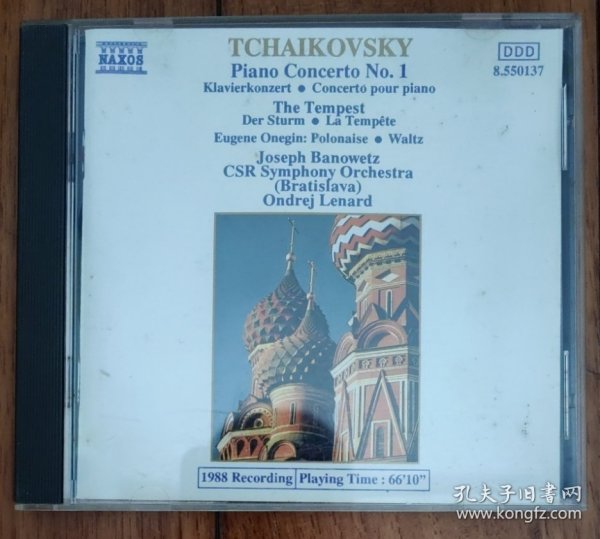 NAXOS
TCHAIKOVSKY
DDD
8.550137
Piano Concerto No. 1
Klavierkonzert • Concerto pour piano
The Tempest
Der Sturm • La Tempête
Eugene Onegin: Polonaise • Waltz
Joseph Banowetz
CSR Symphony Orchestra
(Bratislava)
Ondrej Lenard
1988 Recording Playing Time : 66'10"
孔夫子旧书网
www.kongfz.com